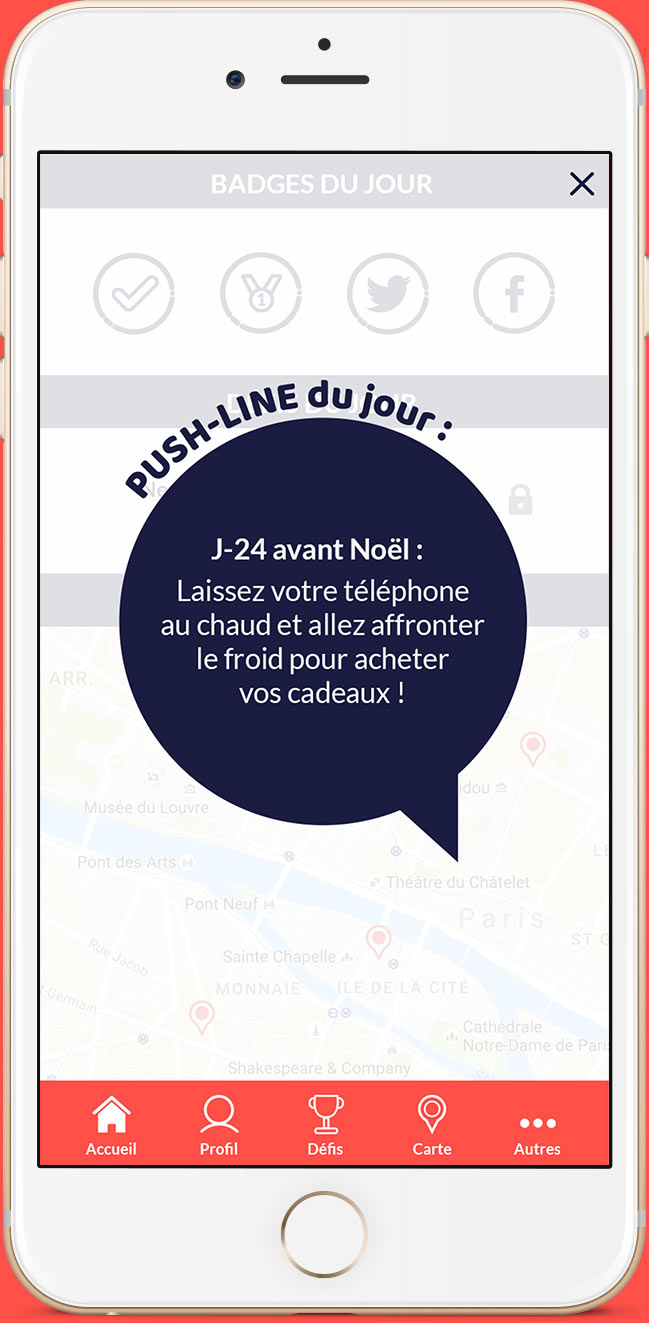 BADGES DU JOUR
1
PUSH-LINE du jour :
J-24 avant Noël :
Laissez votre téléphone
au chaud et allez affronter
le froid pour acheter
vos cadeaux !
ARR.
Musée du Louvre
Pont des Arts
Théâtre du Châtelet
Pont Neuf
Paris
Rue Jacob
Sainte Chapelle
MONNAIE
ILE DE LA CITÉ
Germain
Cathédrale
Notre-Dame de Paris
Shakespeare & Company
Accueil
Profil
Défis
Carte
Autres